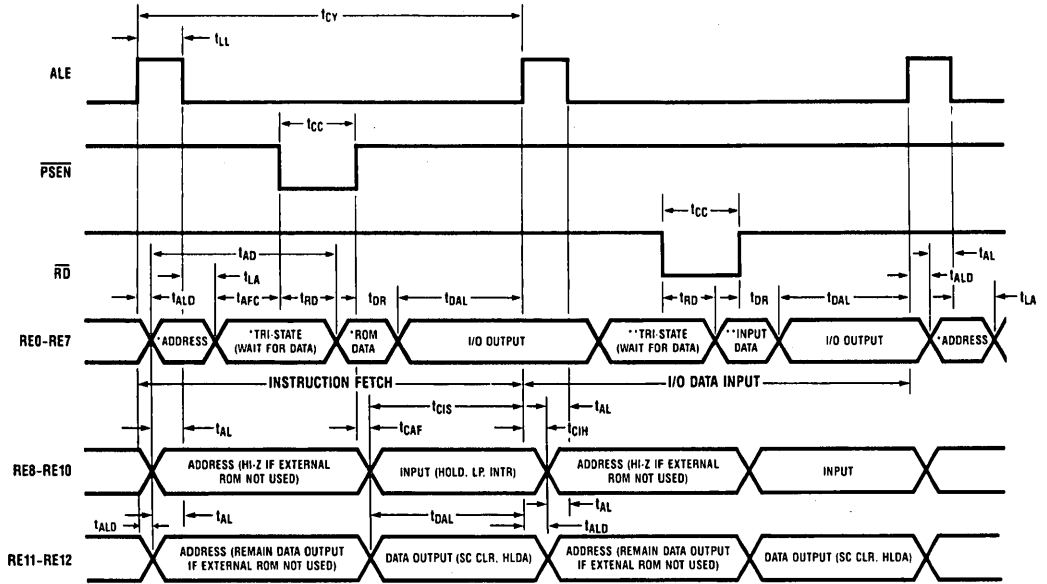 tCY
tLL
ALE
tCC
PSEN
tCC
RD
tAD
tLA
tALD
tAFC
tRD
tDR
tDAL
tRD
tDR
tDAL
tAL
tALD
tLA
RE0-RE7
*ADDRESS
*TRI-STATE
(WAIT FOR DATA)
*ROM
DATA
I/O OUTPUT
**TRI-STATE
(WAIT FOR DATA)
**INPUT
DATA
I/O OUTPUT
*ADDRESS
INSTRUCTION FETCH
I/O DATA INPUT
tAL
tCIS
tCAF
tAL
tCIH
RE8-RE10
ADDRESS (HI-Z IF EXTERNAL
ROM NOT USED)
INPUT (HOLD. LP. INTR)
ADDRESS (HI-Z IF EXTERNAL
ROM NOT USED)
INPUT
tALD
tAL
tDAL
tAL
tALD
RE11-RE12
ADDRESS (REMAIN DATA OUTPUT
IF EXTERNAL ROM NOT USED)
DATA OUTPUT (SC CLR. HLDA)
ADDRESS (REMAIN DATA OUTPUT
IF EXTENAL ROM NOT USED)
DATA OUTPUT (SC CLR. HLDA)